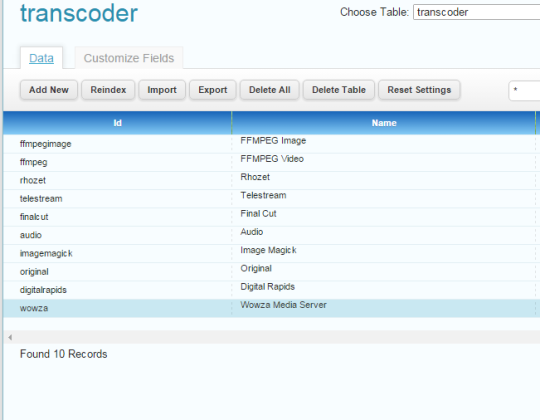 transcoder
Choose Table: transcoder
Data Customize Fields
Add New Reindex Import Export Delete All Delete Table Reset Settings *
Id Name
ffmpegimage FFMPEG Image
ffmpeg FFMPEG Video
rhozet Rhozet
telestream Telestream
finalcut Final Cut
audio Audio
imagemagick Image Magick
original Original
digitalrapids Digital Rapids
wowza Wowza Media Server
Found 10 Records